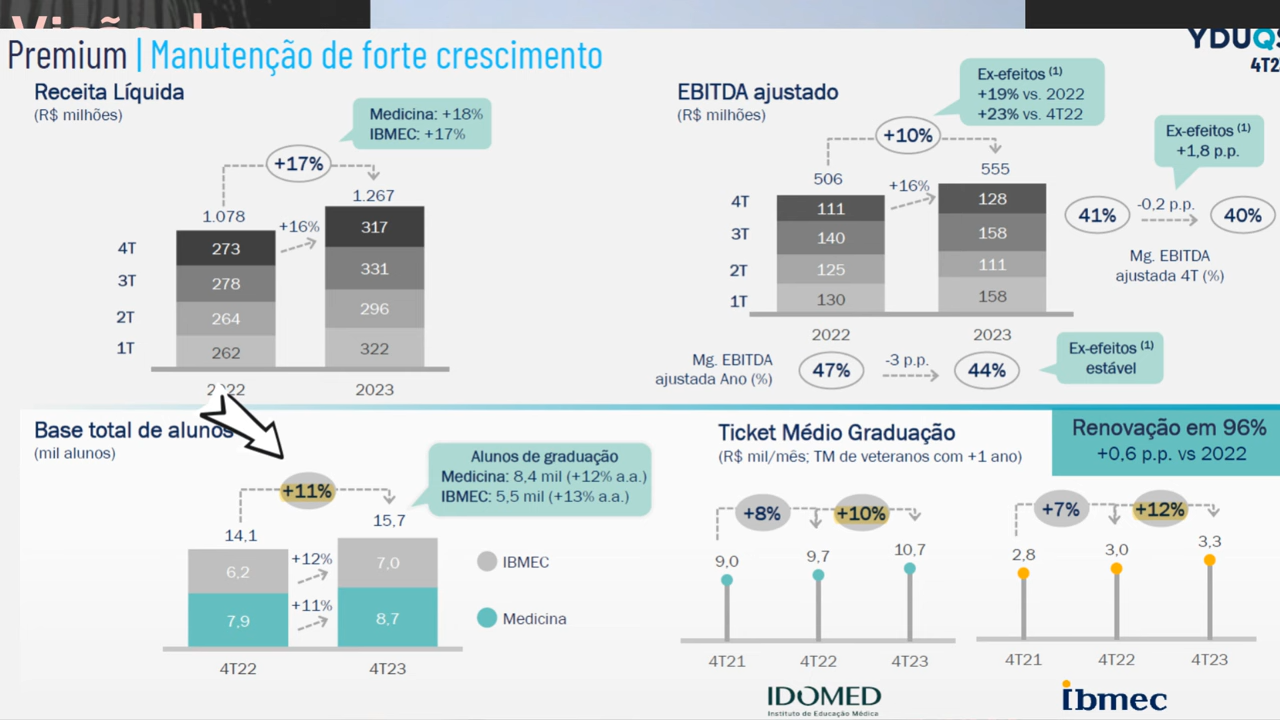 Visão da
Premium | Manutenção de forte crescimento
YDUQS
4T23
Receita Líquida
(R$ milhões)
Medicina: +18%
IBMEC: +17%
+17%
1.078
1.267
+16%
4T
273
317
3T
278
331
2T
264
296
1T
262
322
2022
2023
EBITDA ajustado
(R$ milhões)
Ex-efeitos (1)
+19% vs. 2022
+23% vs. 4T22
+10%
506
555
+16%
4T
111
128
3T
140
158
2T
125
111
1T
130
158
2022
2023
Ex-efeitos (1)
+1,8 p.p.
41%
-0,2 p.p.
40%
Mg. EBITDA
ajustada 4T (%)
Mg. EBITDA
ajustada Ano (%)
47%
-3 p.p.
44%
Ex-efeitos (1)
estável
Base total de alunos
(mil alunos)
Alunos de graduação
Medicina: 8,4 mil (+12% a.a.)
IBMEC: 5,5 mil (+13% a.a.)
+11%
14,1
15,7
6,2
+12%
7,0
7,9
+11%
8,7
4T22
4T23
IBMEC
Medicina
Ticket Médio Graduação
(R$ mil/mês; TM de veteranos com +1 ano)
Renovação em 96%
+0,6 p.p. vs 2022
+8%
+10%
9,0
9,7
10,7
4T21
4T22
4T23
IDOMED
Instituto de Educação Médica
+7%
+12%
2,8
3,0
3,3
4T21
4T22
4T23
ibmec